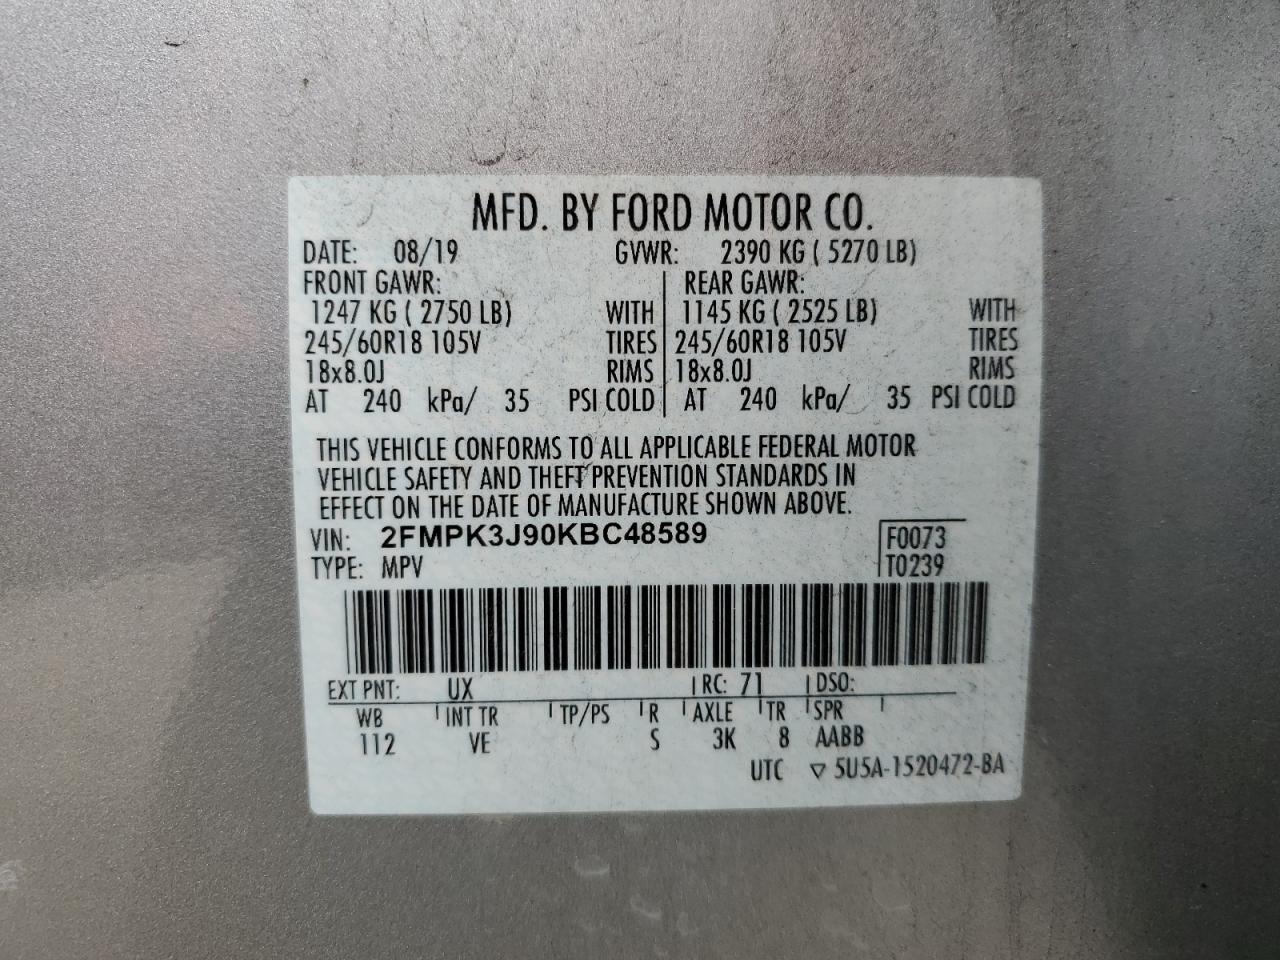 MFD. BY FORD MOTOR CO.
DATE: 08/19 GVWR: 2390 KG ( 5270 LB)
FRONT GAWR: REAR GAWR:
1247 KG ( 2750 LB) WITH 1145 KG ( 2525 LB) WITH
245/60R18 105V TIRES 245/60R18 105V TIRES
18x8.0J RIMS 18x8.0J RIMS
AT 240 kPa/ 35 PSI COLD AT 240 kPa/ 35 PSI COLD
THIS VEHICLE CONFORMS TO ALL APPLICABLE FEDERAL MOTOR
VEHICLE SAFETY AND THEFT PREVENTION STANDARDS IN
EFFECT ON THE DATE OF MANUFACTURE SHOWN ABOVE.
VIN: 2FMPK3J90KBC48589 F0073
TYPE: MPV T0239
EXT PNT: UX RC: 71 DSO:
WB INT TR TP/PS R AXLE TR SPR
112 VE S 3K 8 AABB
UTC ▽ 5U5A-1520472-BA